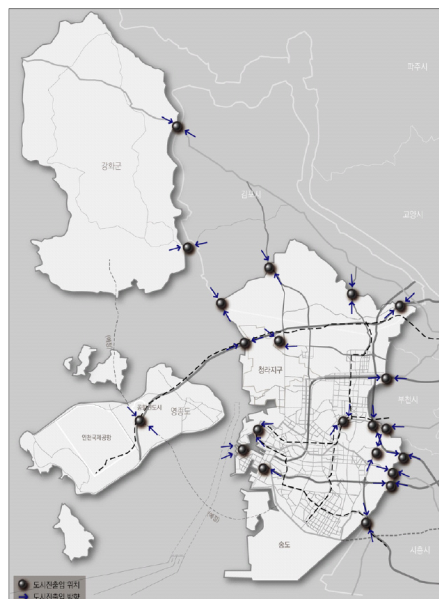 파주시
강화군
김포시
고양시
청라지구
부천시
영종도
인천국제공항
송도
시흥시
도시진출입 위치
도시진출입 방향